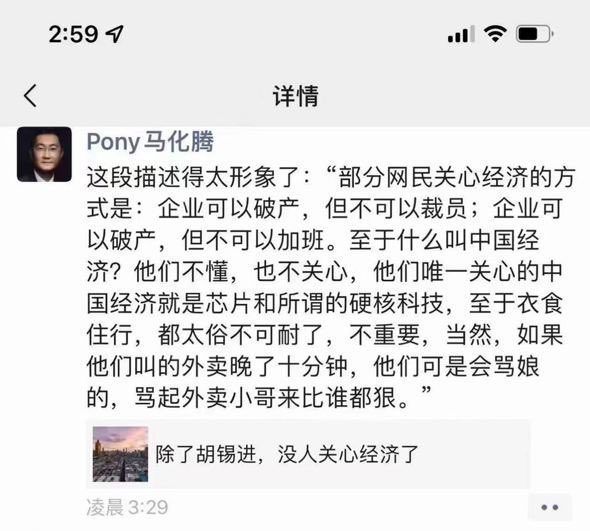 2:59
详情
Pony马化腾
这段描述得太形象了：“部分网民关心经济的方
式是：企业可以破产，但不可以裁员；企业可
以破产，但不可以加班。至于什么叫中国经
济？他们不懂，也不关心，他们唯一关心的中
国经济就是芯片和所谓的硬核科技，至于衣食
住行，都太俗不可耐了，不重要，当然，如果
他们叫的外卖晚了十分钟，他们可是会骂娘
的，骂起外卖小哥来比谁都狠。”
除了胡锡进，没人关心经济了
凌晨 3:29